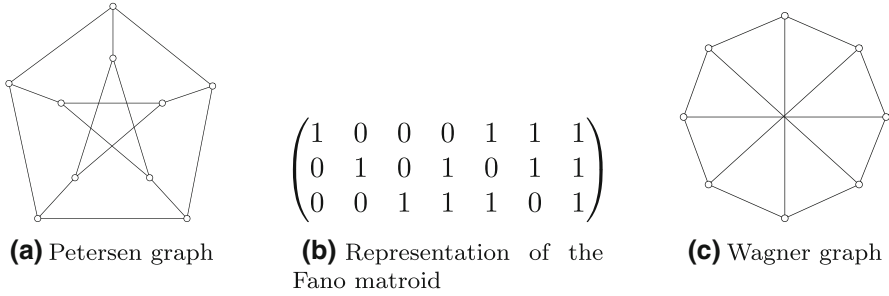 1 0 0 0 1 1 1
0 1 0 1 0 1 1
0 0 1 1 1 0 1
(a) Petersen graph
(b) Representation of the
Fano matroid
(c) Wagner graph